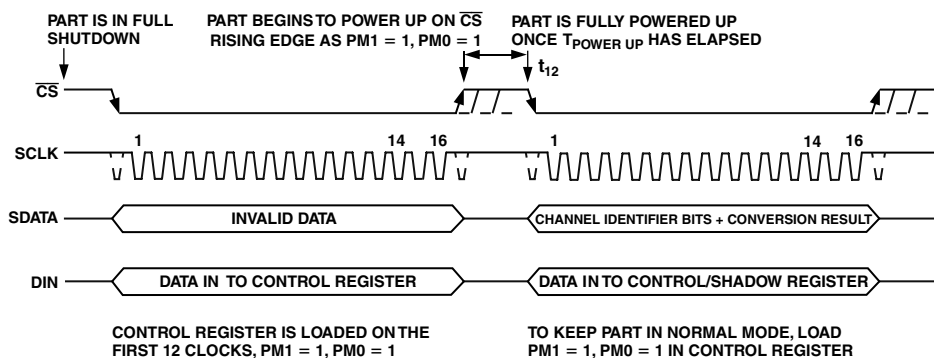 PART IS IN FULL
SHUTDOWN
PART BEGINS TO POWER UP ON CS
RISING EDGE AS PM1 = 1, PM0 = 1
PART IS FULLY POWERED UP
ONCE TPOWER UP HAS ELAPSED
t12
CS
1 14 16 1 14 16
SCLK
SDATA INVALID DATA CHANNEL IDENTIFIER BITS + CONVERSION RESULT
DIN DATA IN TO CONTROL REGISTER DATA IN TO CONTROL/SHADOW REGISTER
CONTROL REGISTER IS LOADED ON THE
FIRST 12 CLOCKS, PM1 = 1, PM0 = 1
TO KEEP PART IN NORMAL MODE, LOAD
PM1 = 1, PM0 = 1 IN CONTROL REGISTER